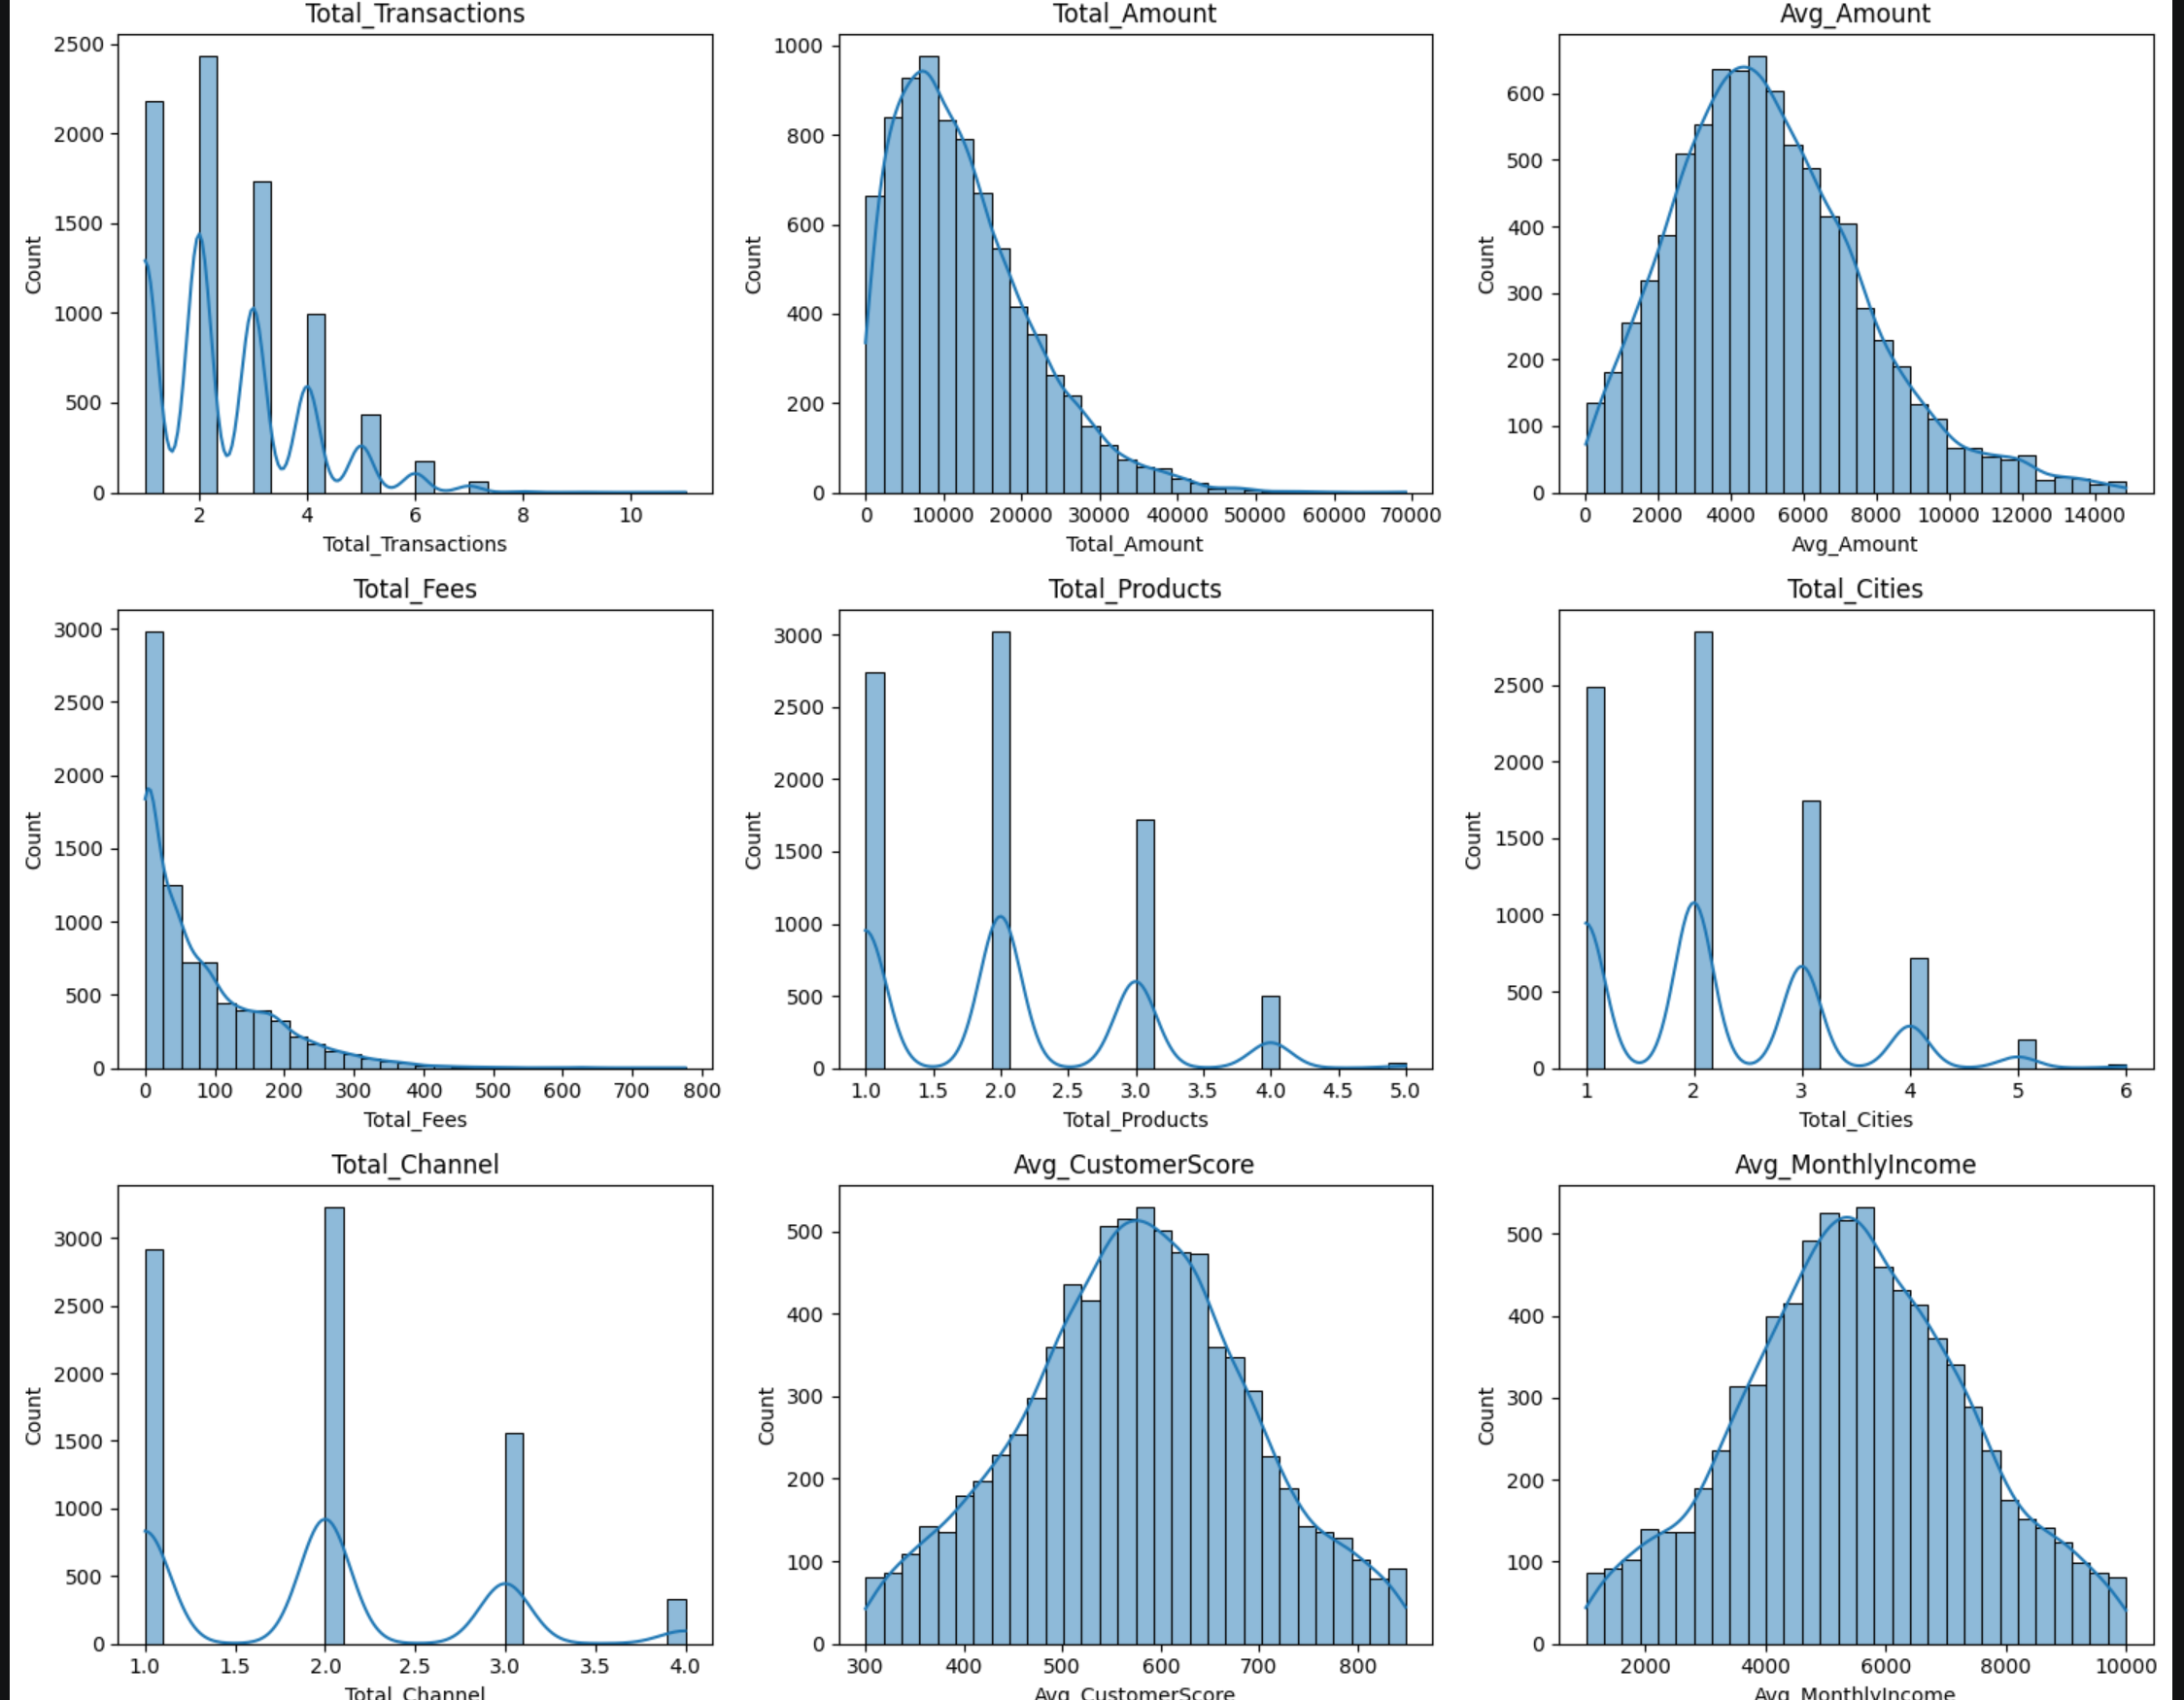 Total_Transactions
2500
2000
1500
1000
500
0
Count
2 4 6 8 10
Total_Transactions
Total_Amount
1000
800
600
400
200
0
Count
0 10000 20000 30000 40000 50000 60000 70000
Total_Amount
Avg_Amount
600
500
400
300
200
100
0
Count
0 2000 4000 6000 8000 10000 12000 14000
Avg_Amount
Total_Fees
3000
2500
2000
1500
1000
500
0
Count
0 100 200 300 400 500 600 700 800
Total_Fees
Total_Products
3000
2500
2000
1500
1000
500
0
Count
1.0 1.5 2.0 2.5 3.0 3.5 4.0 4.5 5.0
Total_Products
Total_Cities
2500
2000
1500
1000
500
0
Count
1 2 3 4 5 6
Total_Cities
Total_Channel
3000
2500
2000
1500
1000
500
0
Count
1.0 1.5 2.0 2.5 3.0 3.5 4.0
Total_Channel
Avg_CustomerScore
500
400
300
200
100
0
Count
300 400 500 600 700 800
Avg_CustomerScore
Avg_MonthlyIncome
500
400
300
200
100
0
Count
2000 4000 6000 8000 10000
Avg_MonthlyIncome